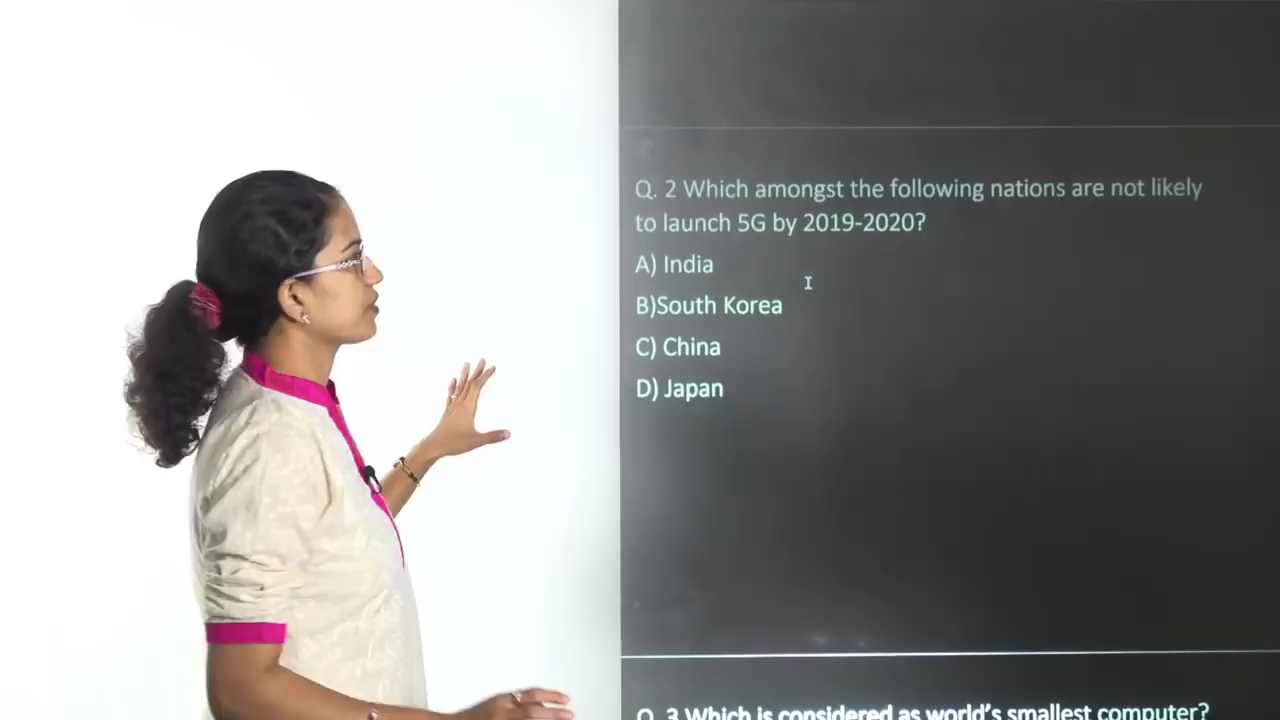 Q. 2 Which amongst the following nations are not likely
to launch 5G by 2019-2020?
A) India
B)South Korea
C) China
D) Japan
Q. 3 Which is considered as world's smallest computer?